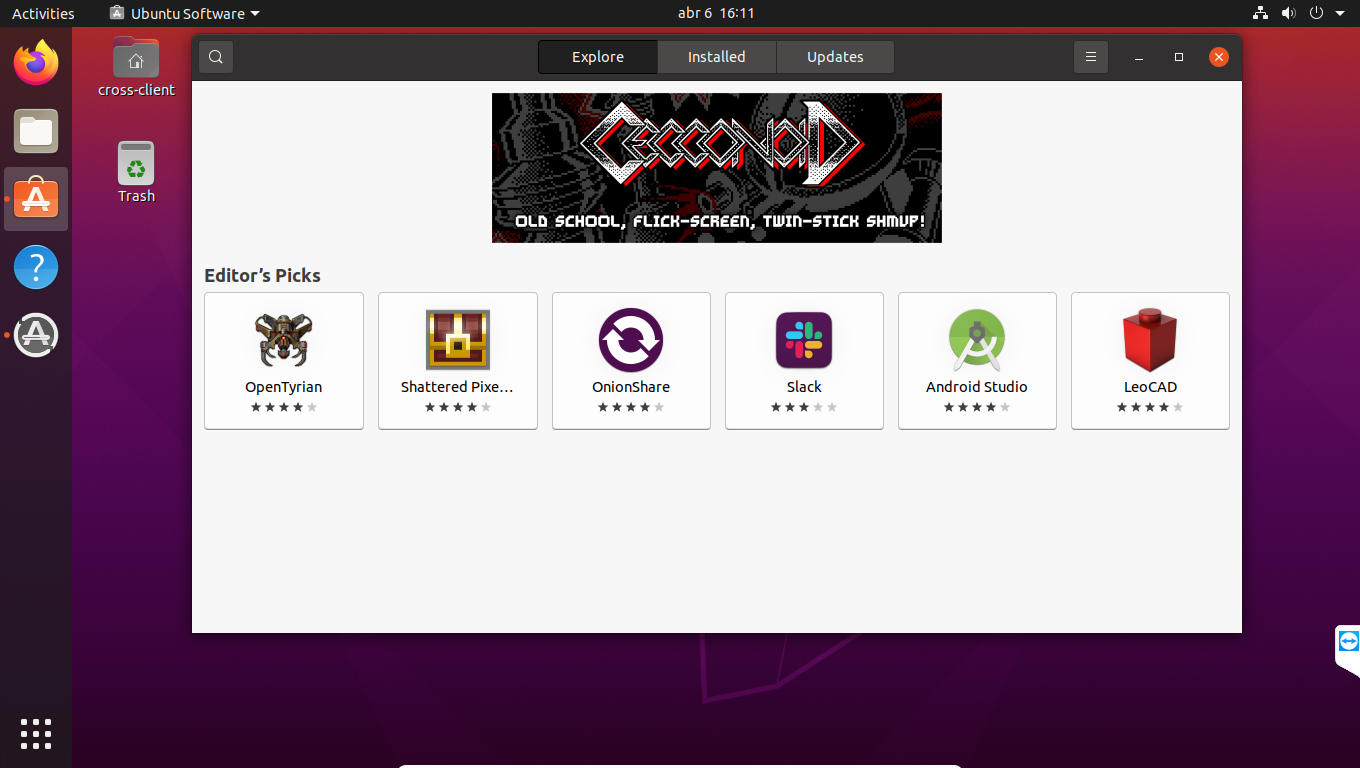 Activities
Ubuntu Software
abr 6 16:11
cross-client
Trash
Explore
Installed
Updates
CECCONOID
OLD SCHOOL, FLICK-SCREEN, TWIN-STICK SHMUP!
Editor’s Picks
OpenTyrian
Shattered Pixe…
OnionShare
Slack
Android Studio
LeoCAD